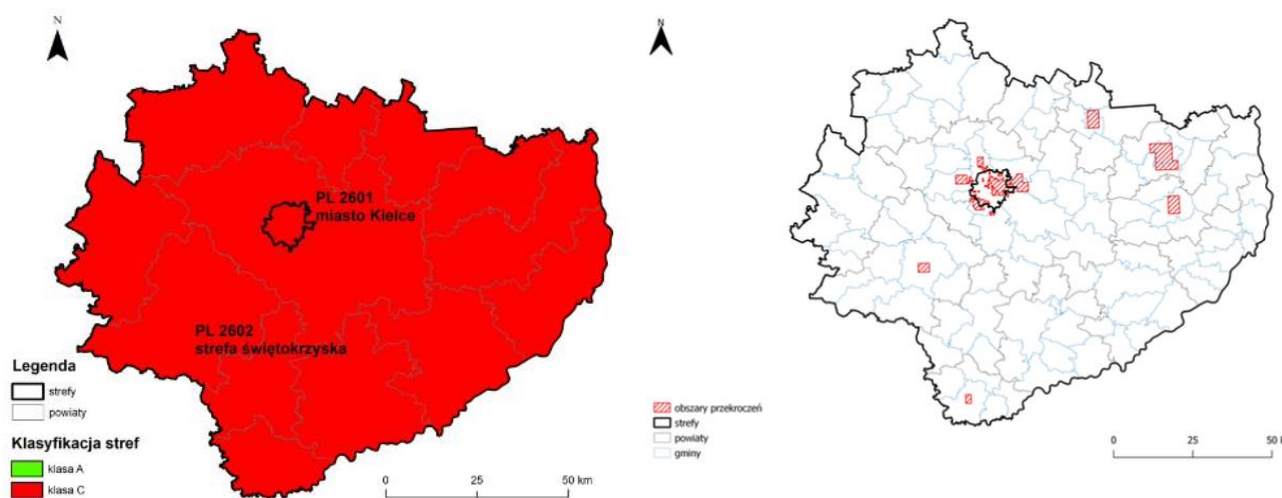 N
PL 2601
miasto Kielce
PL 2602
strefa świętokrzyska
Legenda
strefy
powiaty
Klasyfikacja stref
klasa A
klasa C
0 25 50 km
N
obszary przekroczeń
strefy
powiaty
gminy
0 25 50 k